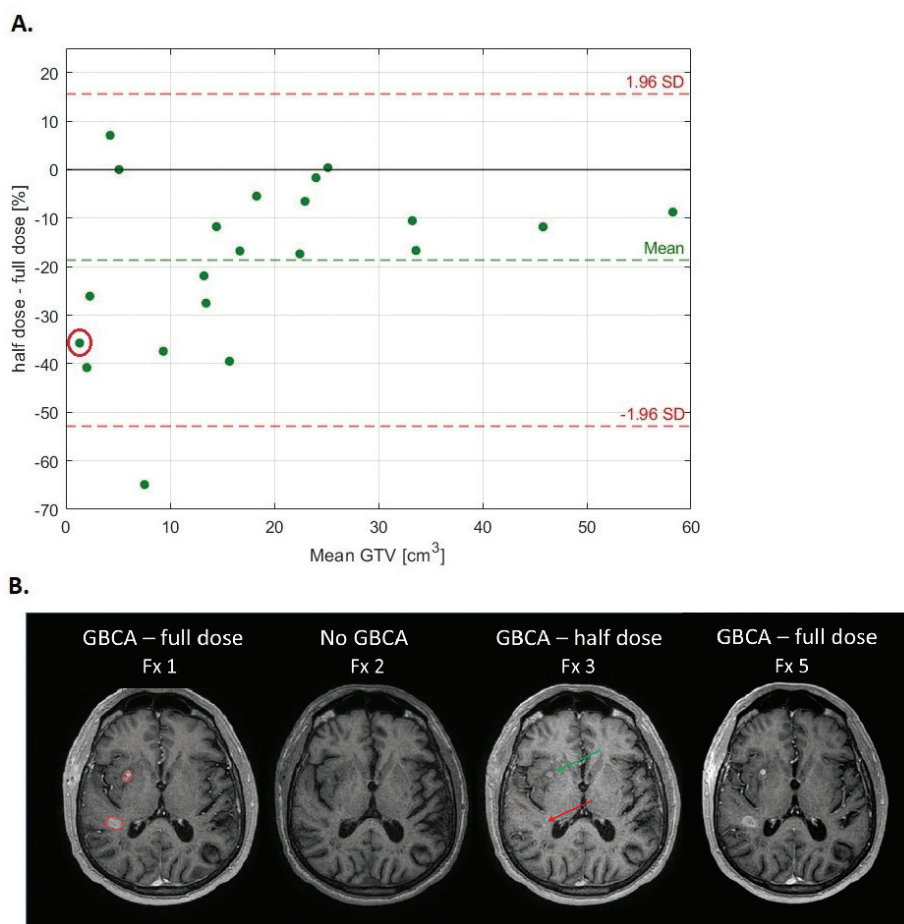 A.
20
10
0
-10
-20
-30
-40
-50
-60
-70
half dose - full dose [%]
1.96 SD
Mean
-1.96 SD
0 10 20 30 40 50 60
Mean GTV [cm³]
B.
GBCA – full dose No GBCA GBCA – half dose GBCA – full dose
Fx 1 Fx 2 Fx 3 Fx 5